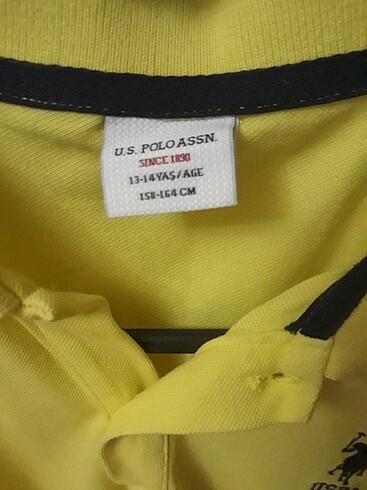 U.S. POLO ASSN.
SINCE 1890
13-14 YAŞ/AGE
158-164 CM